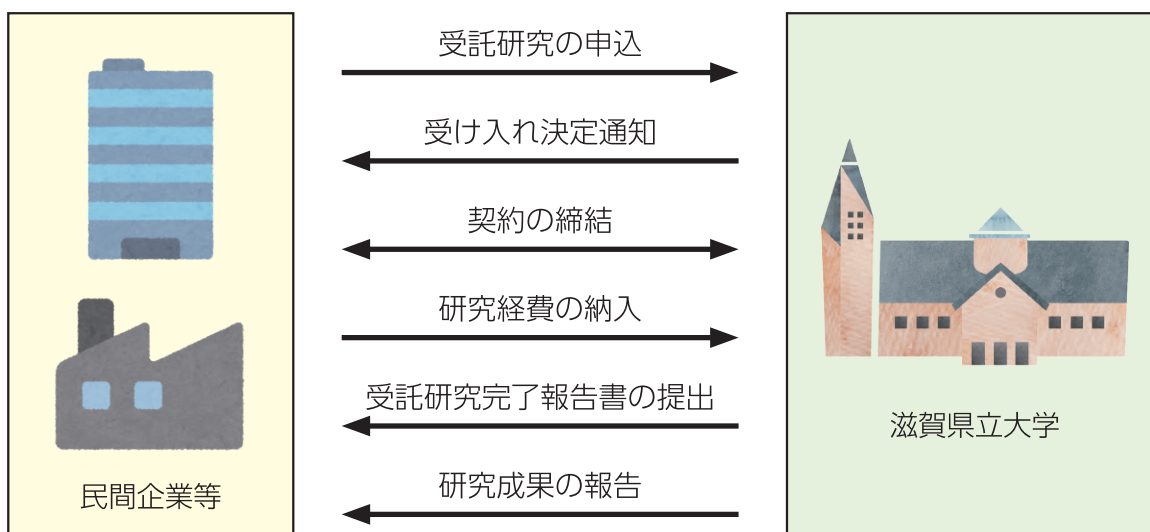 受託研究の申込
受け入れ決定通知
契約の締結
研究経費の納入
受託研究完了報告書の提出
研究成果の報告
民間企業等
滋賀県立大学